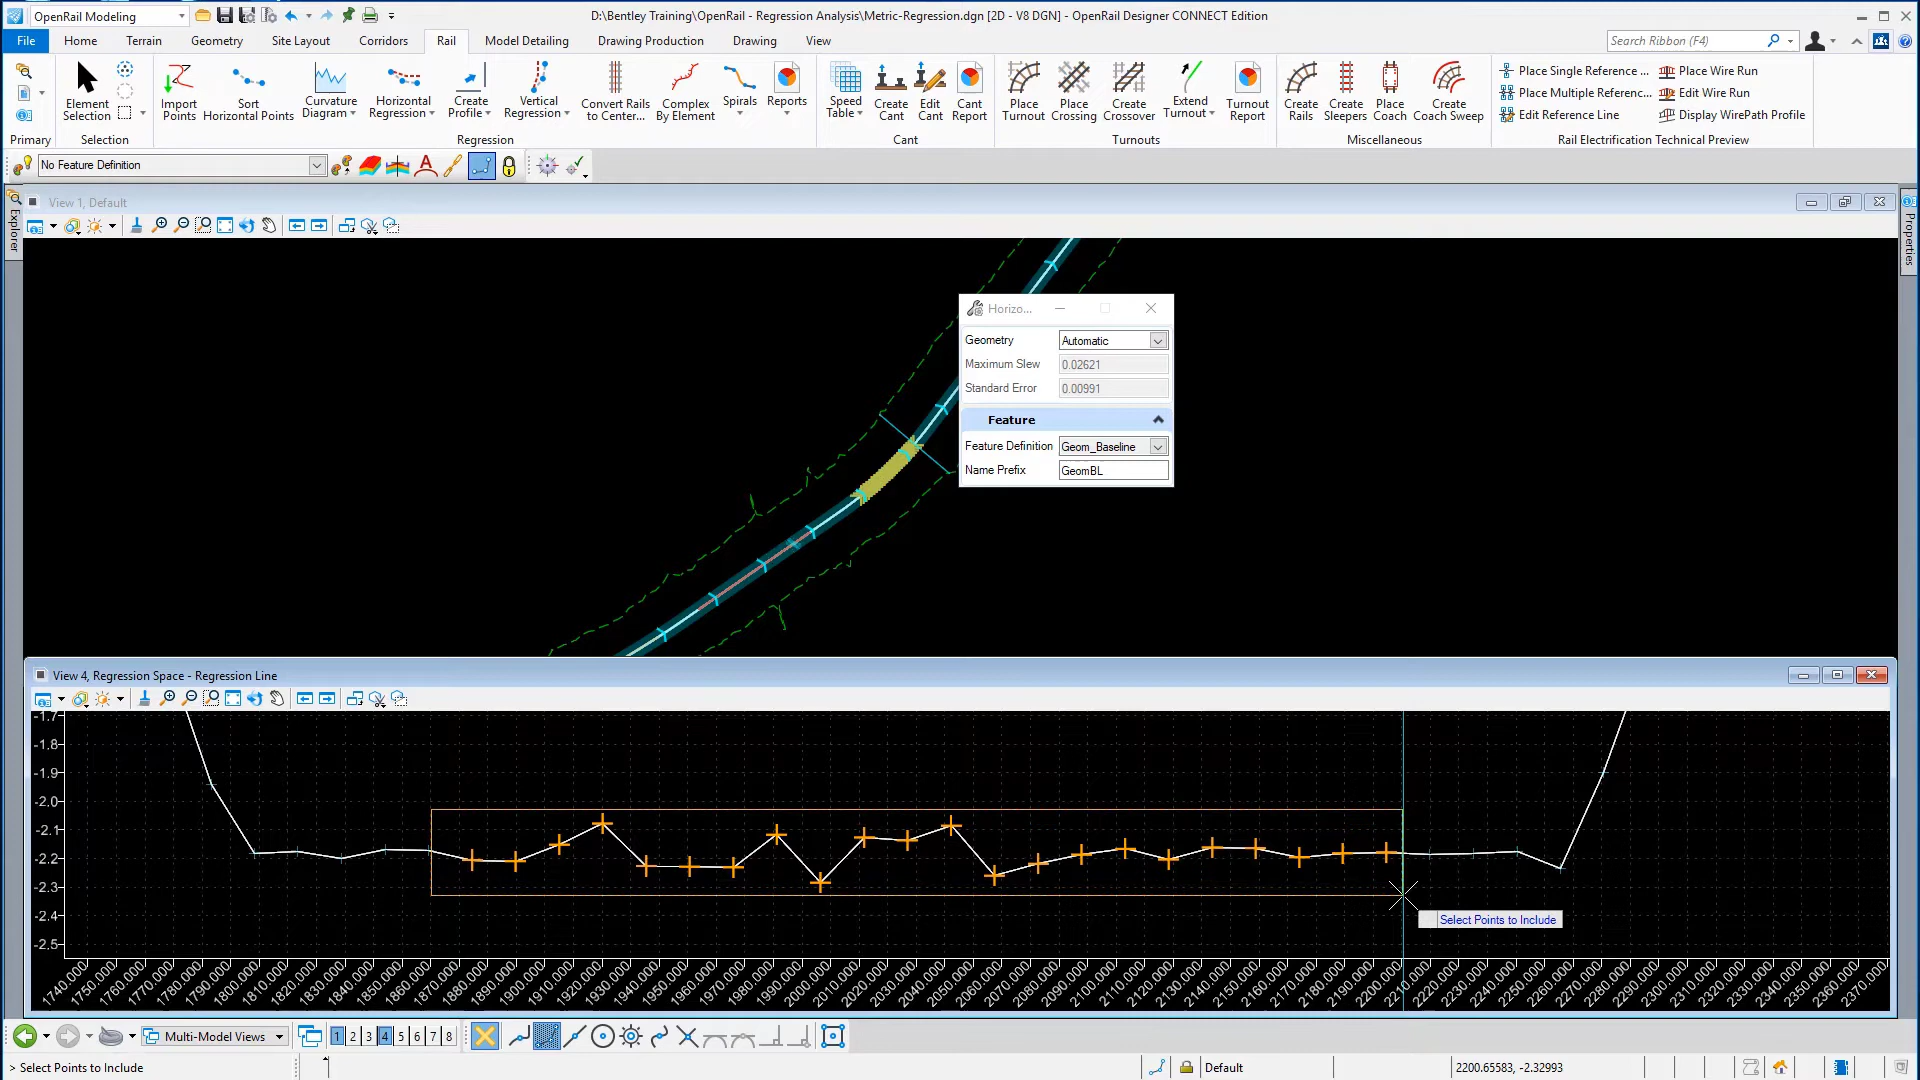 OpenRail Modeling
D:\Bentley Training\OpenRail - Regression Analysis\Metric-Regression.dgn [2D - V8 DGN] - OpenRail Designer CONNECT Edition
File Home Terrain Geometry Site Layout Corridors Rail Model Detailing Drawing Production Drawing View
Search Ribbon (F4)
Element Selection
Import Points
Sort Horizontal Points
Curvature Diagram
Horizontal Regression
Create Profile
Vertical Regression
Convert Rails to Center...
Complex By Element
Spirals
Reports
Speed Table
Create Cant
Edit Cant
Cant Report
Place Turnout
Place Crossing
Create Crossover
Extend Turnout
Turnout Report
Create Rails
Create Sleepers
Place Coach
Create Coach Sweep
Place Single Reference ...
Place Wire Run
Place Multiple Referenc...
Edit Wire Run
Edit Reference Line
Display WirePath Profile
Primary Selection Regression Cant Turnouts Miscellaneous Rail Electrification Technical Preview
No Feature Definition
Explorer
Properties
View 1, Default
Horizo...
Geometry Automatic
Maximum Slew 0.02621
Standard Error 0.00991
Feature
Feature Definition Geom_Baseline
Name Prefix GeomBL
View 4, Regression Space - Regression Line
-1.7
-1.8
-1.9
-2.0
-2.1
-2.2
-2.3
-2.4
-2.5
Select Points to Include
1740.000 1750.000 1760.000 1770.000 1780.000 1790.000 1800.000 1810.000 1820.000 1830.000 1840.000 1850.000 1860.000 1870.000 1880.000 1890.000 1900.000 1910.000 1920.000 1930.000 1940.000 1950.000 1960.000 1970.000 1980.000 1990.000 2000.000 2010.000 2020.000 2030.000 2040.000 2050.000 2060.000 2070.000 2080.000 2090.000 2100.000 2110.000 2120.000 2130.000 2140.000 2150.000 2160.000 2170.000 2180.000 2190.000 2200.000 2210.000 2220.000 2230.000 2240.000 2250.000 2260.000 2270.000 2280.000 2290.000 2300.000 2310.000 2320.000 2330.000 2340.000 2350.000 2360.000 2370.000
Multi-Model Views 1 2 3 4 5 6 7 8
> Select Points to Include
Default
2200.65583, -2.32993